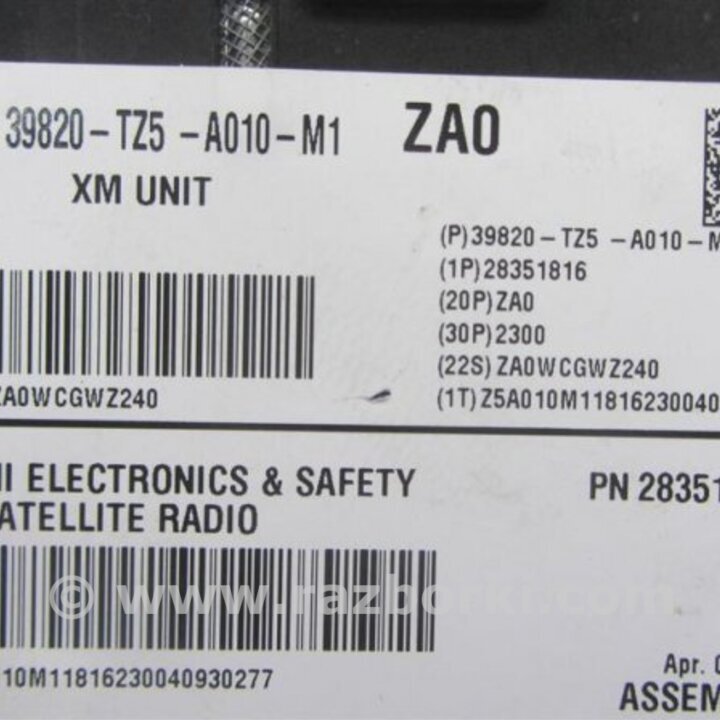 39820-TZ5 -A010-M1 ZA0
XM UNIT
(P)39820-TZ5 -A010-M
(1P)28351816
(20P)ZA0
(30P)2300
(22S)ZA0WCGWZ240
(1T)Z5A010M11816230040
ZA0WCGWZ240
HI ELECTRONICS & SAFETY
ATELLITE RADIO
PN 28351
© www.razborki.com
10M11816230040930277
Apr.
ASSEM